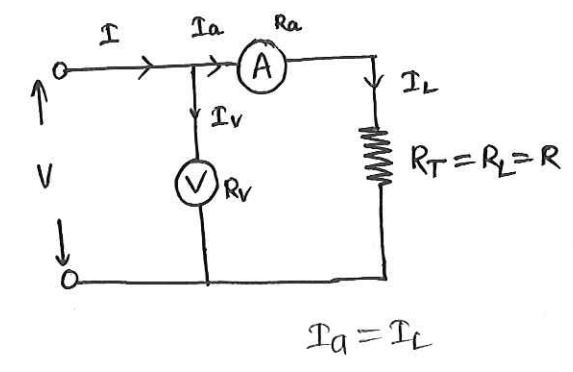 I
Ia
Ra
A
IL
IV
V
V
RV
RT = RL = R
Ia = IL